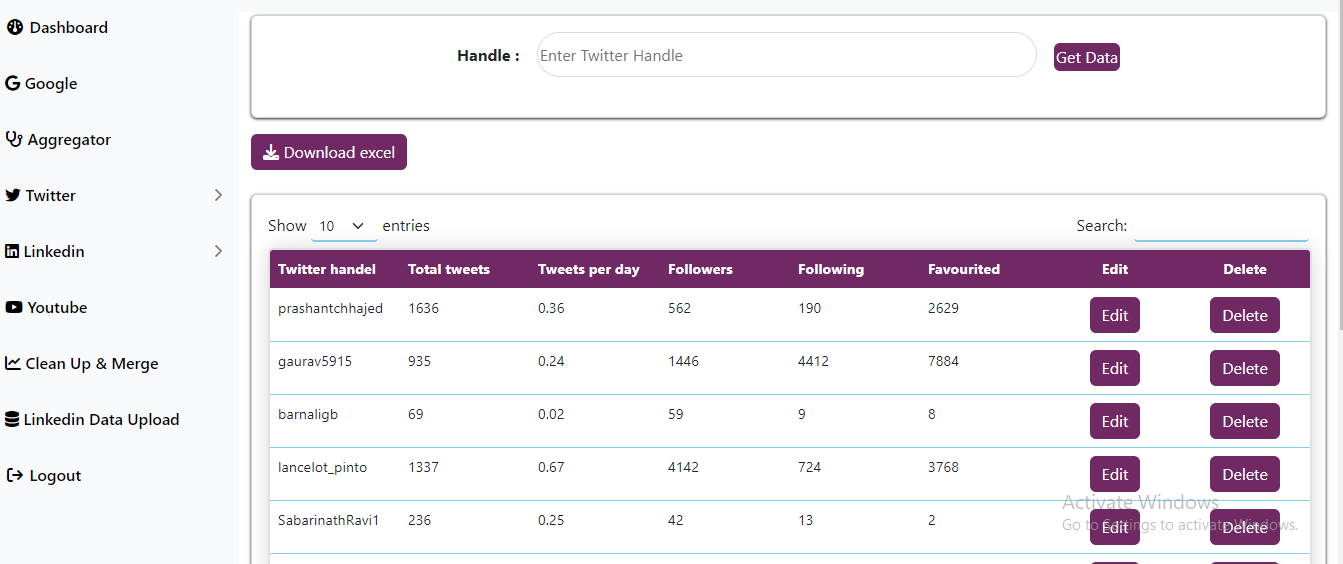 Dashboard
Google
Aggregator
Twitter
Linkedin
Youtube
Clean Up & Merge
Linkedin Data Upload
Logout
Handle : Enter Twitter Handle Get Data
Download excel
Show 10 entries Search:
Twitter handel Total tweets Tweets per day Followers Following Favourited Edit Delete
prashantchhajed 1636 0.36 562 190 2629 Edit Delete
gaurav5915 935 0.24 1446 4412 7884 Edit Delete
barnaligb 69 0.02 59 9 8 Edit Delete
lancelot_pinto 1337 0.67 4142 724 3768 Edit Delete
SabarinathRavi1 236 0.25 42 13 2 Edit Delete
Activate Windows
Go to Settings to activate Windows.